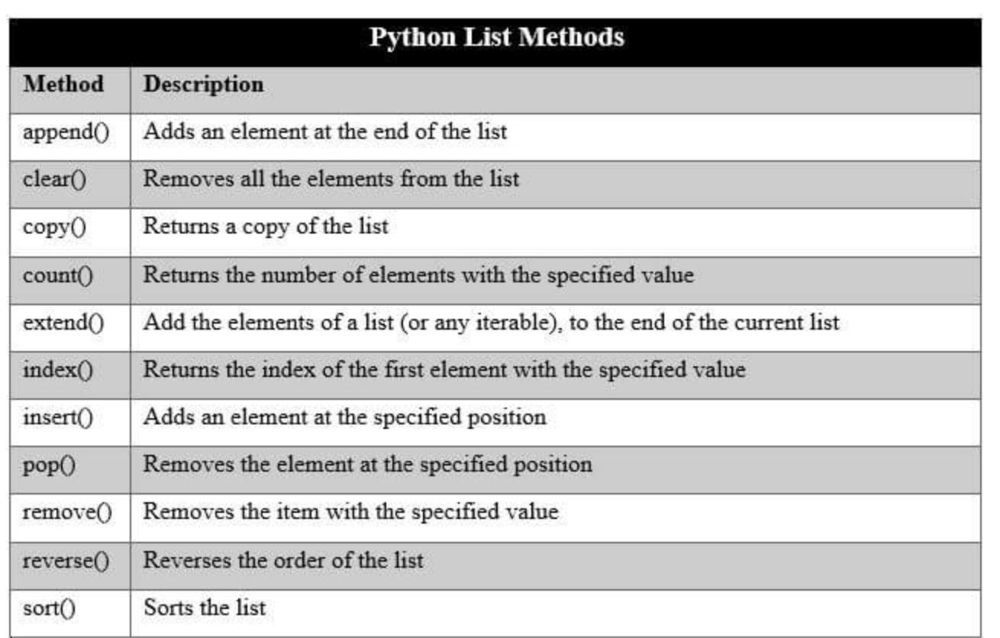 Python List Methods
Method Description
append() Adds an element at the end of the list
clear() Removes all the elements from the list
copy() Returns a copy of the list
count() Returns the number of elements with the specified value
extend() Add the elements of a list (or any iterable), to the end of the current list
index() Returns the index of the first element with the specified value
insert() Adds an element at the specified position
pop() Removes the element at the specified position
remove() Removes the item with the specified value
reverse() Reverses the order of the list
sort() Sorts the list